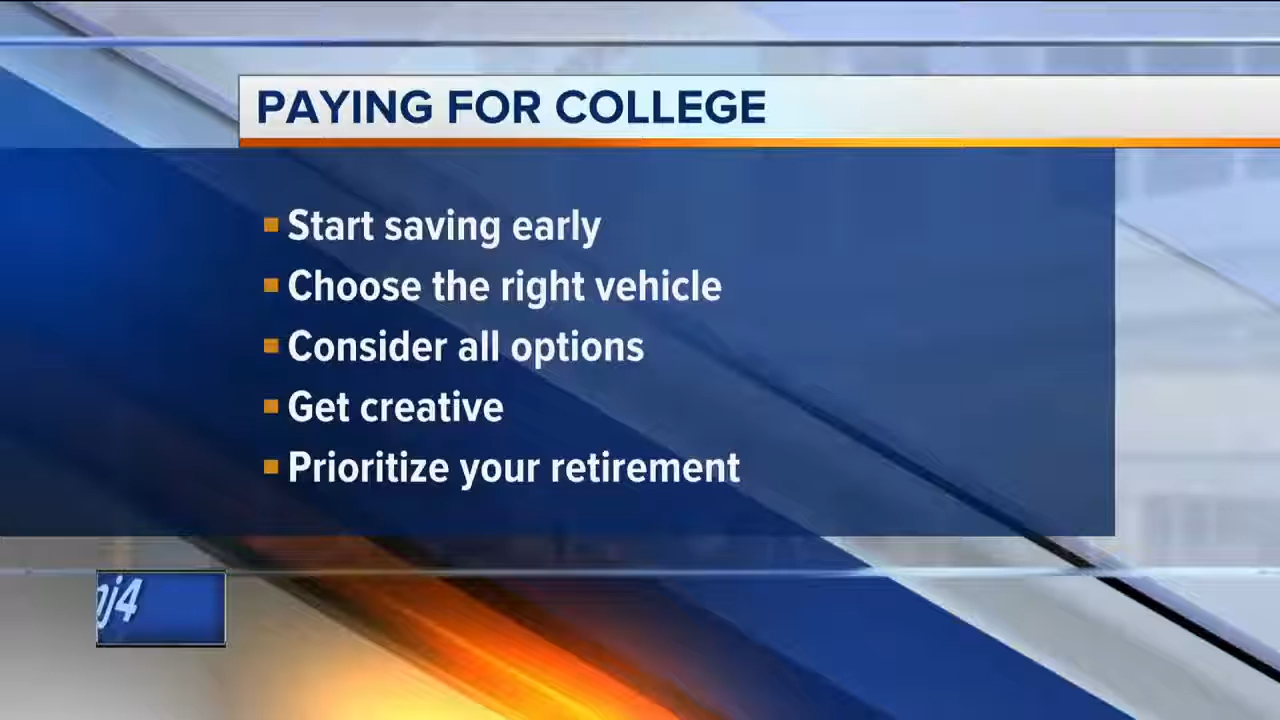 PAYING FOR COLLEGE
Start saving early
Choose the right vehicle
Consider all options
Get creative
Prioritize your retirement